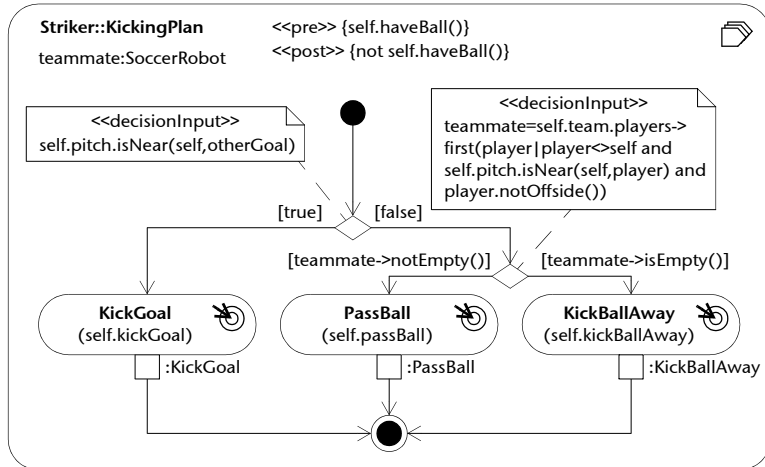 Striker::KickingPlan
<<pre>> {self.haveBall()}
teammate:SoccerRobot
<<post>> {not self.haveBall()}
<<decisionInput>>
self.pitch.isNear(self,otherGoal)
<<decisionInput>>
teammate=self.team.players->
first(player|player<>self and
self.pitch.isNear(self,player) and
player.notOffside())
[true]
[false]
[teammate->notEmpty()]
[teammate->isEmpty()]
KickGoal
(self.kickGoal)
PassBall
(self.passBall)
KickBallAway
(self.kickBallAway)
:KickGoal
:PassBall
:KickBallAway